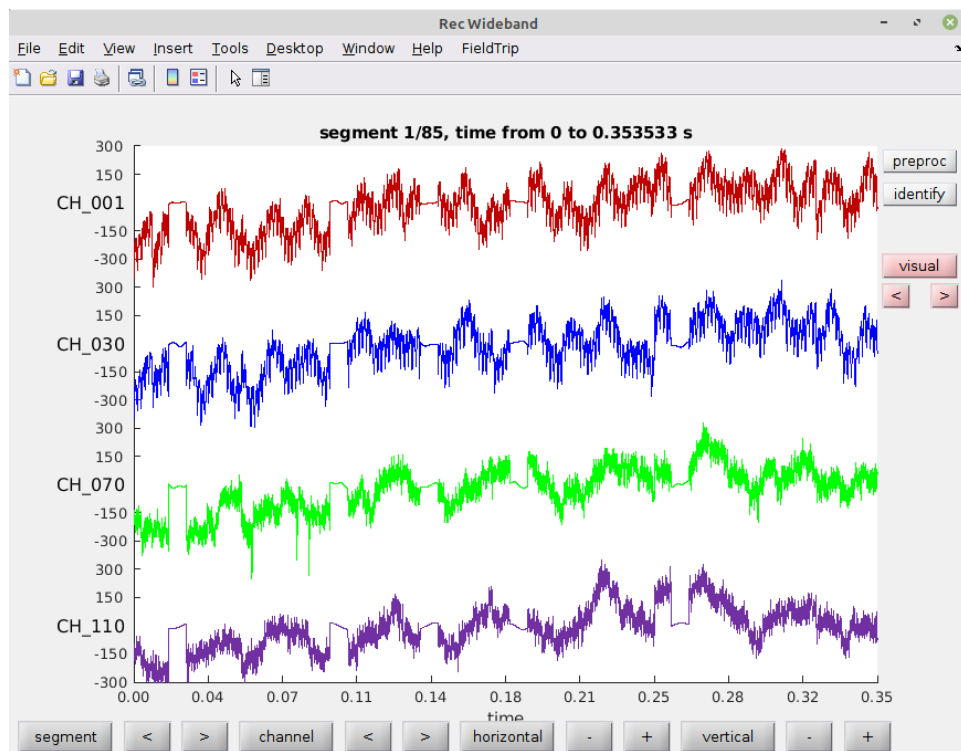 Rec Wideband
File Edit View Insert Tools Desktop Window Help FieldTrip
segment 1/85, time from 0 to 0.353533 s
300
150
CH_001
-150
-300
300
150
CH_030
-150
-300
300
150
CH_070
-150
-300
300
150
CH_110
-150
-300
0.00 0.04 0.07 0.11 0.14 0.18 0.21 0.25 0.28 0.32 0.35
time
preproc
identify
visual
< >
segment < > channel < > horizontal - + vertical - +